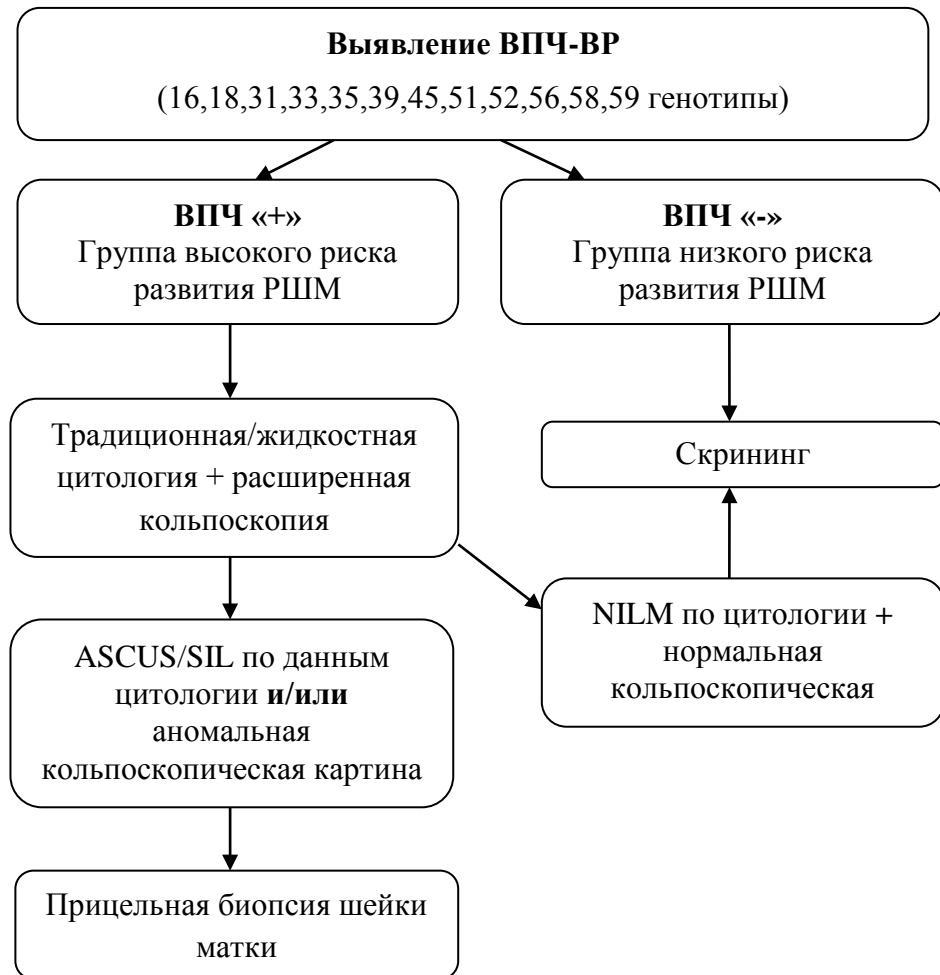 Выявление ВПЧ-ВР
(16,18,31,33,35,39,45,51,52,56,58,59 генотипы)
ВПЧ «+»
Группа высокого риска
развития РШМ
ВПЧ «-»
Группа низкого риска
развития РШМ
Традиционная/жидкостная
цитология + расширенная
кольпоскопия
Скрининг
ASCUS/SIL по данным
цитологии и/или
аномальная
кольпоскопическая картина
NILM по цитологии +
нормальная
кольпоскопическая
Прицельная биопсия шейки
матки